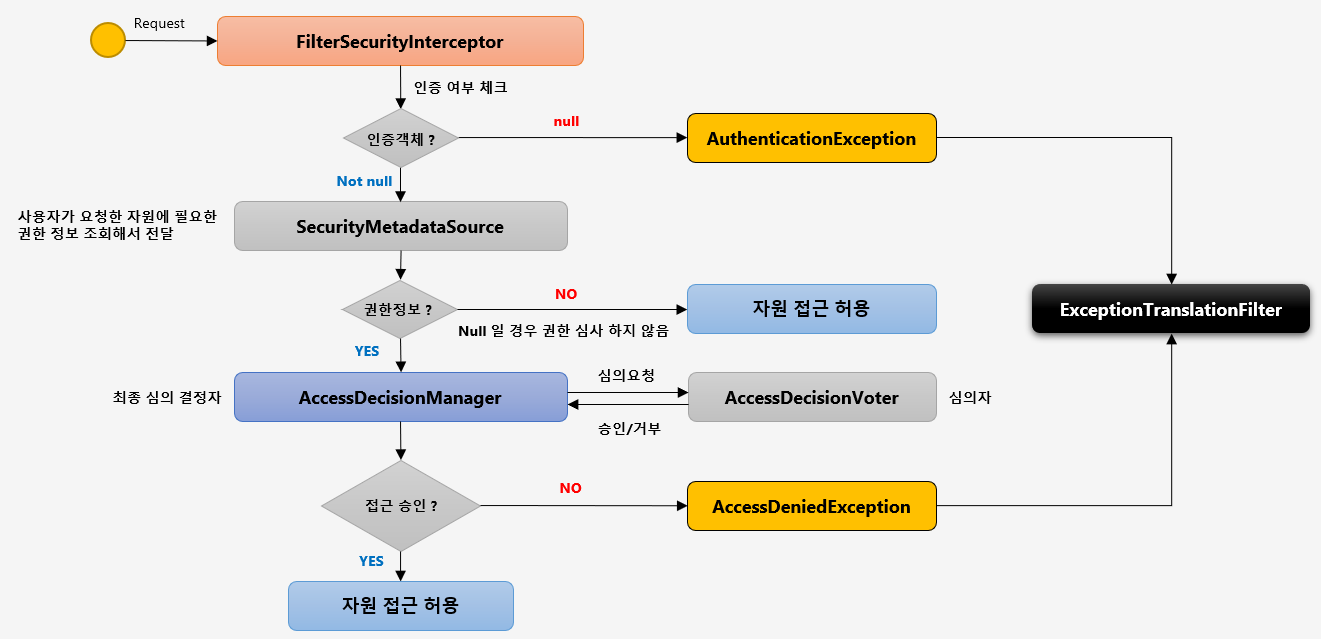 Request
FilterSecurityInterceptor
인증 여부 체크
인증객체 ?
null
AuthenticationException
Not null
사용자가 요청한 자원에 필요한
권한 정보 조회해서 전달
SecurityMetadataSource
권한정보 ?
NO
Null 일 경우 권한 심사 하지 않음
자원 접근 허용
ExceptionTranslationFilter
YES
최종 심의 결정자
AccessDecisionManager
심의요청
승인/거부
AccessDecisionVoter
심의자
접근 승인 ?
NO
AccessDeniedException
YES
자원 접근 허용